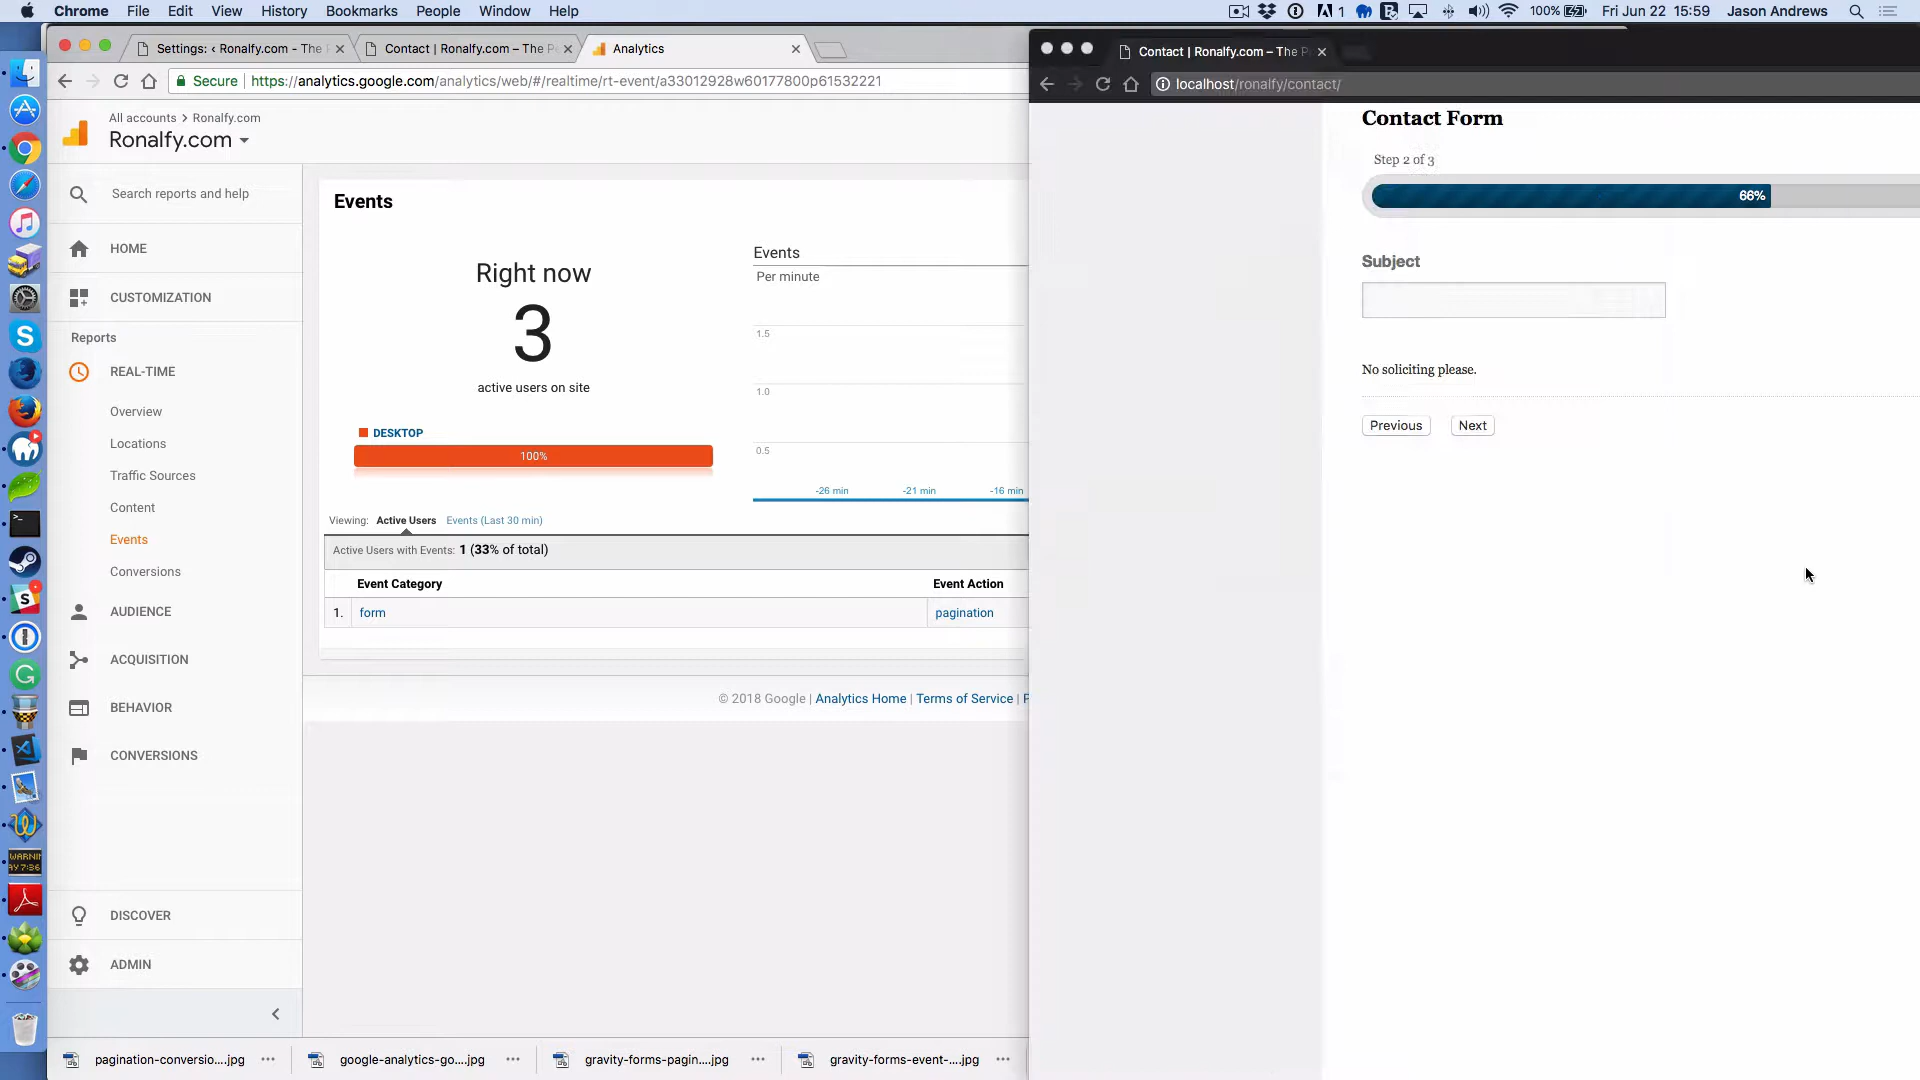 Chrome File Edit View History Bookmarks People Window Help
1 100% Fri Jun 22 15:59 Jason Andrews
Settings: ‹ Ronalfy.com - The
Contact | Ronalfy.com – The P
Analytics
Secure https://analytics.google.com/analytics/web/#/realtime/rt-event/a33012928w60177800p61532221
All accounts > Ronalfy.com
Ronalfy.com
Search reports and help
HOME
CUSTOMIZATION
Reports
REAL-TIME
Overview
Locations
Traffic Sources
Content
Events
Conversions
AUDIENCE
ACQUISITION
BEHAVIOR
CONVERSIONS
DISCOVER
ADMIN
Events
Right now
3
active users on site
DESKTOP
100%
Events
Per minute
1.5
1.0
0.5
-26 min -21 min -16 min
Viewing: Active Users Events (Last 30 min)
Active Users with Events: 1 (33% of total)
Event Category Event Action
1. form pagination
© 2018 Google | Analytics Home | Terms of Service | P
pagination-conversio....jpg
google-analytics-go....jpg
gravity-forms-pagin....jpg
gravity-forms-event-....jpg
Contact | Ronalfy.com – The P
localhost/ronalfy/contact/
Contact Form
Step 2 of 3
66%
Subject
No soliciting please.
Previous Next